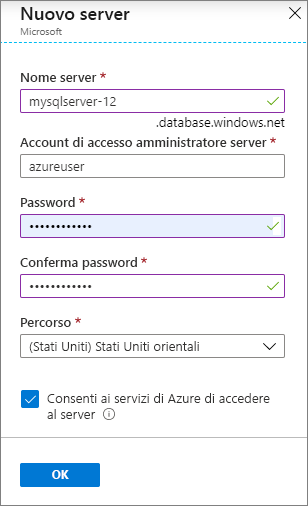 Nuovo server
Microsoft
Nome server *
mysqlserver-12
.database.windows.net
Account di accesso amministratore server *
azureuser
Password *
••••••••••••
Conferma password *
••••••••••••
Percorso *
(Stati Uniti) Stati Uniti orientali
Consenti ai servizi di Azure di accedere
al server
OK